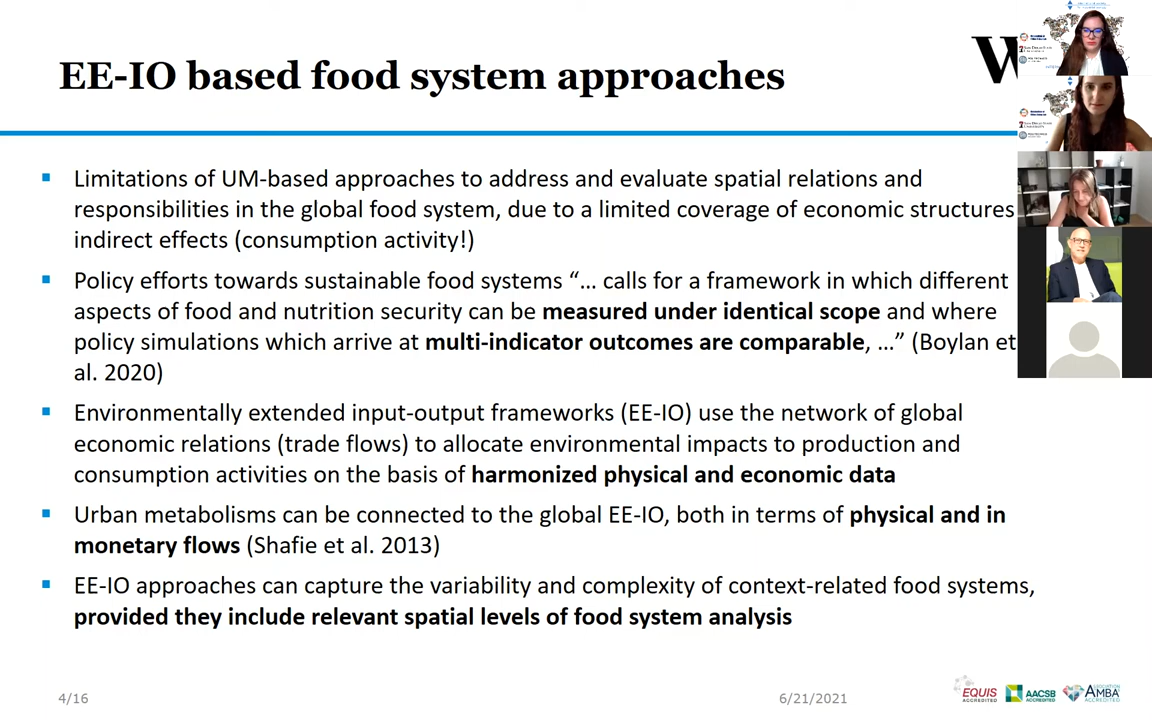 EE-IO based food system approaches
W
Limitations of UM-based approaches to address and evaluate spatial relations and
responsibilities in the global food system, due to a limited coverage of economic structures
indirect effects (consumption activity!)
Policy efforts towards sustainable food systems “… calls for a framework in which different
aspects of food and nutrition security can be measured under identical scope and where
policy simulations which arrive at multi-indicator outcomes are comparable, …” (Boylan et
al. 2020)
Environmentally extended input-output frameworks (EE-IO) use the network of global
economic relations (trade flows) to allocate environmental impacts to production and
consumption activities on the basis of harmonized physical and economic data
Urban metabolisms can be connected to the global EE-IO, both in terms of physical and in
monetary flows (Shafie et al. 2013)
EE-IO approaches can capture the variability and complexity of context-related food systems,
provided they include relevant spatial levels of food system analysis
4/16
6/21/2021
EQUIS
ACCREDITED
AACSB
ACCREDITED
AMBA
ACCREDITED